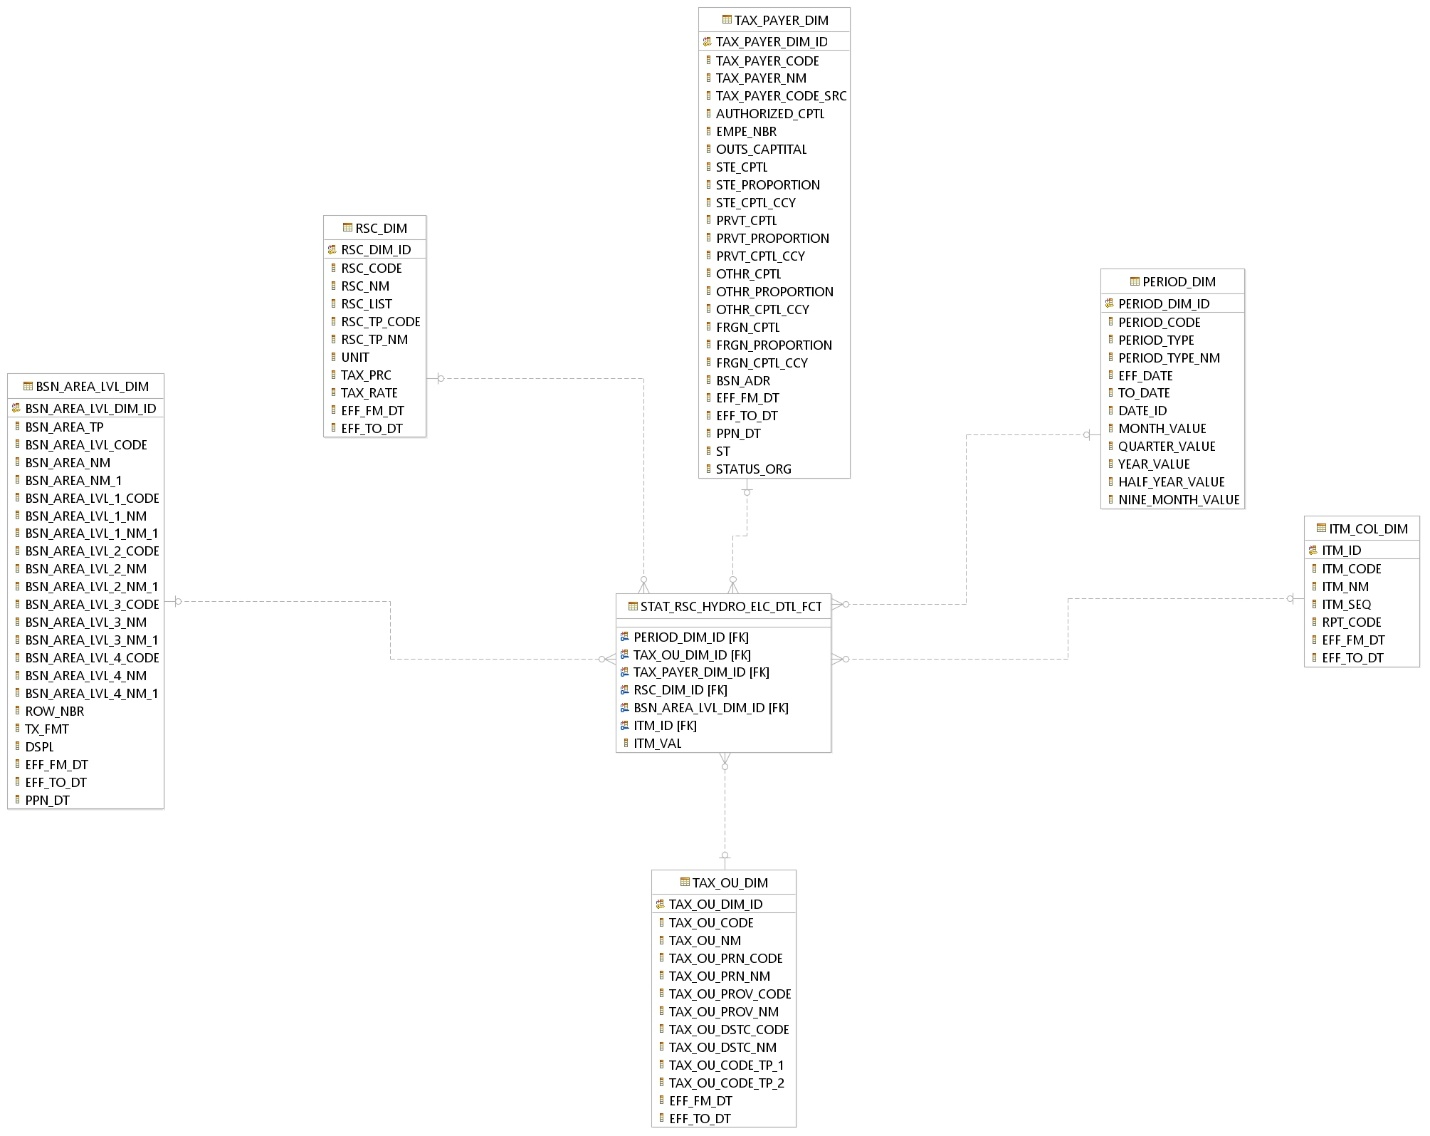 TAX_PAYER_DIM
TAX_PAYER_DIM_ID
TAX_PAYER_CODE
TAX_PAYER_NM
TAX_PAYER_CODE_SRC
AUTHORIZED_CPTL
EMPE_NBR
OUTS_CAPTITAL
STE_CPTL
STE_PROPORTION
STE_CPTL_CCY
PRVT_CPTL
PRVT_PROPORTION
PRVT_CPTL_CCY
OTHR_CPTL
OTHR_PROPORTION
OTHR_CPTL_CCY
FRGN_CPTL
FRGN_PROPORTION
FRGN_CPTL_CCY
BSN_ADR
EFF_FM_DT
EFF_TO_DT
PPN_DT
ST
STATUS_ORG
RSC_DIM
RSC_DIM_ID
RSC_CODE
RSC_NM
RSC_LIST
RSC_TP_CODE
RSC_TP_NM
UNIT
TAX_PRC
TAX_RATE
EFF_FM_DT
EFF_TO_DT
PERIOD_DIM
PERIOD_DIM_ID
PERIOD_CODE
PERIOD_TYPE
PERIOD_TYPE_NM
EFF_DATE
TO_DATE
DATE_ID
MONTH_VALUE
QUARTER_VALUE
YEAR_VALUE
HALF_YEAR_VALUE
NINE_MONTH_VALUE
BSN_AREA_LVL_DIM
BSN_AREA_LVL_DIM_ID
BSN_AREA_TP
BSN_AREA_LVL_CODE
BSN_AREA_NM
BSN_AREA_NM_1
BSN_AREA_LVL_1_CODE
BSN_AREA_LVL_1_NM
BSN_AREA_LVL_1_NM_1
BSN_AREA_LVL_2_CODE
BSN_AREA_LVL_2_NM
BSN_AREA_LVL_2_NM_1
BSN_AREA_LVL_3_CODE
BSN_AREA_LVL_3_NM
BSN_AREA_LVL_3_NM_1
BSN_AREA_LVL_4_CODE
BSN_AREA_LVL_4_NM
BSN_AREA_LVL_4_NM_1
ROW_NBR
TX_FMT
DSPL
EFF_FM_DT
EFF_TO_DT
PPN_DT
ITM_COL_DIM
ITM_ID
ITM_CODE
ITM_NM
ITM_SEQ
RPT_CODE
EFF_FM_DT
EFF_TO_DT
STAT_RSC_HYDRO_ELC_DTL_FCT
PERIOD_DIM_ID [FK]
TAX_OU_DIM_ID [FK]
TAX_PAYER_DIM_ID [FK]
RSC_DIM_ID [FK]
BSN_AREA_LVL_DIM_ID [FK]
ITM_ID [FK]
ITM_VAL
TAX_OU_DIM
TAX_OU_DIM_ID
TAX_OU_CODE
TAX_OU_NM
TAX_OU_PRN_CODE
TAX_OU_PRN_NM
TAX_OU_PROV_CODE
TAX_OU_PROV_NM
TAX_OU_DSTC_CODE
TAX_OU_DSTC_NM
TAX_OU_CODE_TP_1
TAX_OU_CODE_TP_2
EFF_FM_DT
EFF_TO_DT